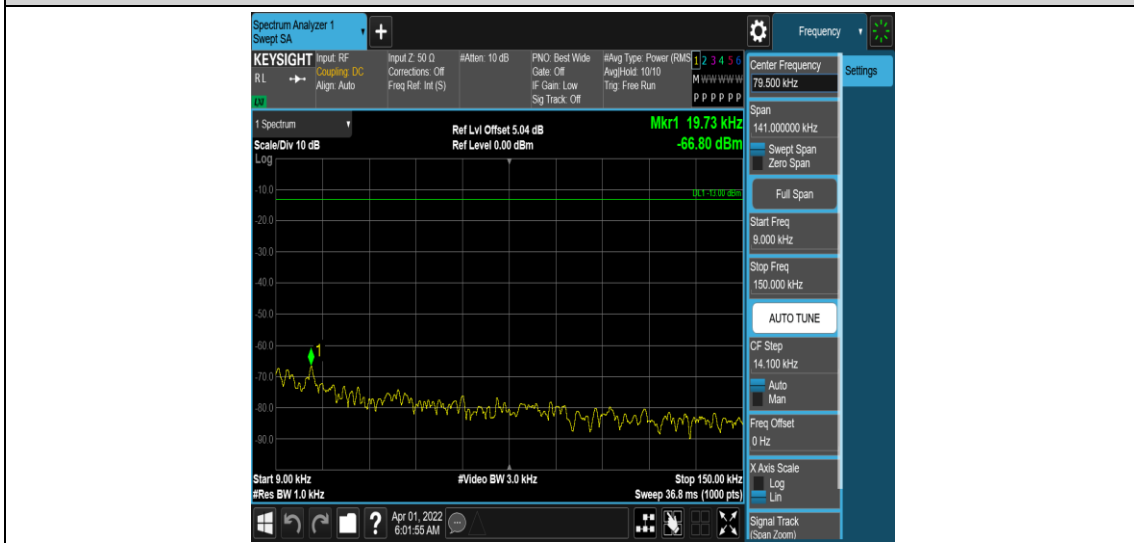 Spectrum Analyzer 1
Swept SA
Frequency
KEYSIGHT
RL
LXI
Input: RF
Coupling: DC
Align: Auto
Input Z: 50 Ω
Corrections: Off
Freq Ref: Int (S)
#Atten: 10 dB
PNO: Best Wide
Gate: Off
IF Gain: Low
Sig Track: Off
#Avg Type: Power (RMS
Avg|Hold: 10/10
Trig: Free Run
1 2 3 4 5 6
M W W W W W
P P P P P P
Center Frequency
79.500 kHz
Settings
Span
141.000000 kHz
Swept Span
Zero Span
Full Span
Start Freq
9.000 kHz
Stop Freq
150.000 kHz
AUTO TUNE
CF Step
14.100 kHz
Auto
Man
Freq Offset
0 Hz
X Axis Scale
Log
Lin
Signal Track
(Span Zoom)
1 Spectrum
Scale/Div 10 dB
Log
Ref Lvl Offset 5.04 dB
Ref Level 0.00 dBm
Mkr1 19.73 kHz
-66.80 dBm
DL1 -13.00 dBm
-10.0
-20.0
-30.0
-40.0
-50.0
-60.0
-70.0
-80.0
-90.0
1
Start 9.00 kHz
#Res BW 1.0 kHz
#Video BW 3.0 kHz
Stop 150.00 kHz
Sweep 36.8 ms (1000 pts)
?
Apr 01, 2022
6:01:55 AM